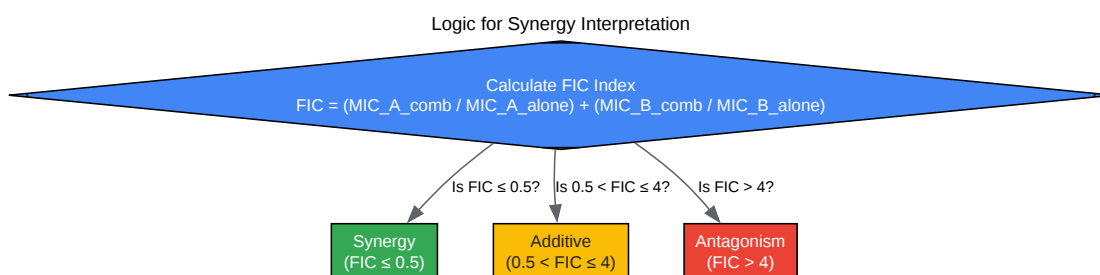 Logic for Synergy Interpretation
Calculate FIC Index
FIC = (MIC_A_comb / MIC_A_alone) + (MIC_B_comb / MIC_B_alone)
Is FIC ≤ 0.5?
Is 0.5 < FIC ≤ 4?
Is FIC > 4?
Synergy
(FIC ≤ 0.5)
Additive
(0.5 < FIC ≤ 4)
Antagonism
(FIC > 4)